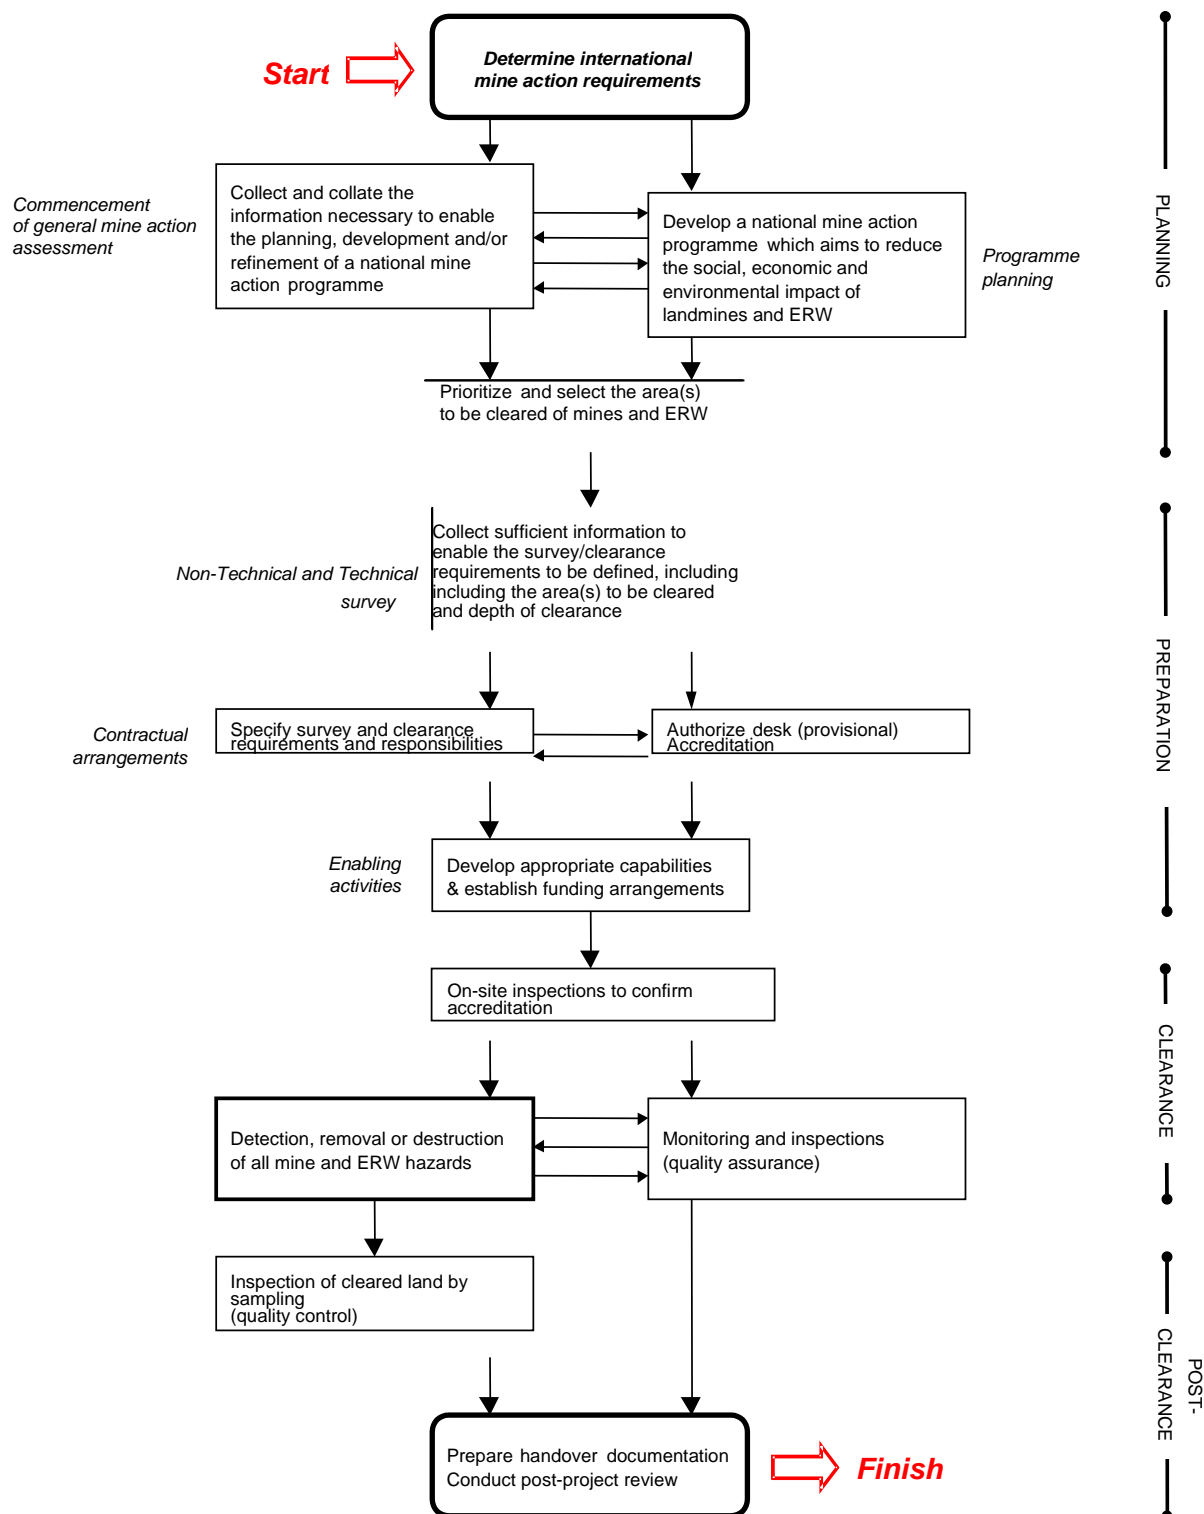 Start
Determine international
mine action requirements
Commencement
of general mine action
assessment
Collect and collate the
information necessary to enable
the planning, development and/or
refinement of a national mine
action programme
Develop a national mine action
programme which aims to reduce
the social, economic and
environmental impact of
landmines and ERW
Programme
planning
PLANNING
Prioritize and select the area(s)
to be cleared of mines and ERW
Non-Technical and Technical
survey
Collect sufficient information to
enable the survey/clearance
requirements to be defined, including
including the area(s) to be cleared
and depth of clearance
PREPARATION
Contractual
arrangements
Specify survey and clearance
requirements and responsibilities
Authorize desk (provisional)
Accreditation
Enabling
activities
Develop appropriate capabilities
& establish funding arrangements
On-site inspections to confirm
accreditation
CLEARANCE
Detection, removal or destruction
of all mine and ERW hazards
Monitoring and inspections
(quality assurance)
Inspection of cleared land by
sampling
(quality control)
POST-
CLEARANCE
Prepare handover documentation
Conduct post-project review
Finish